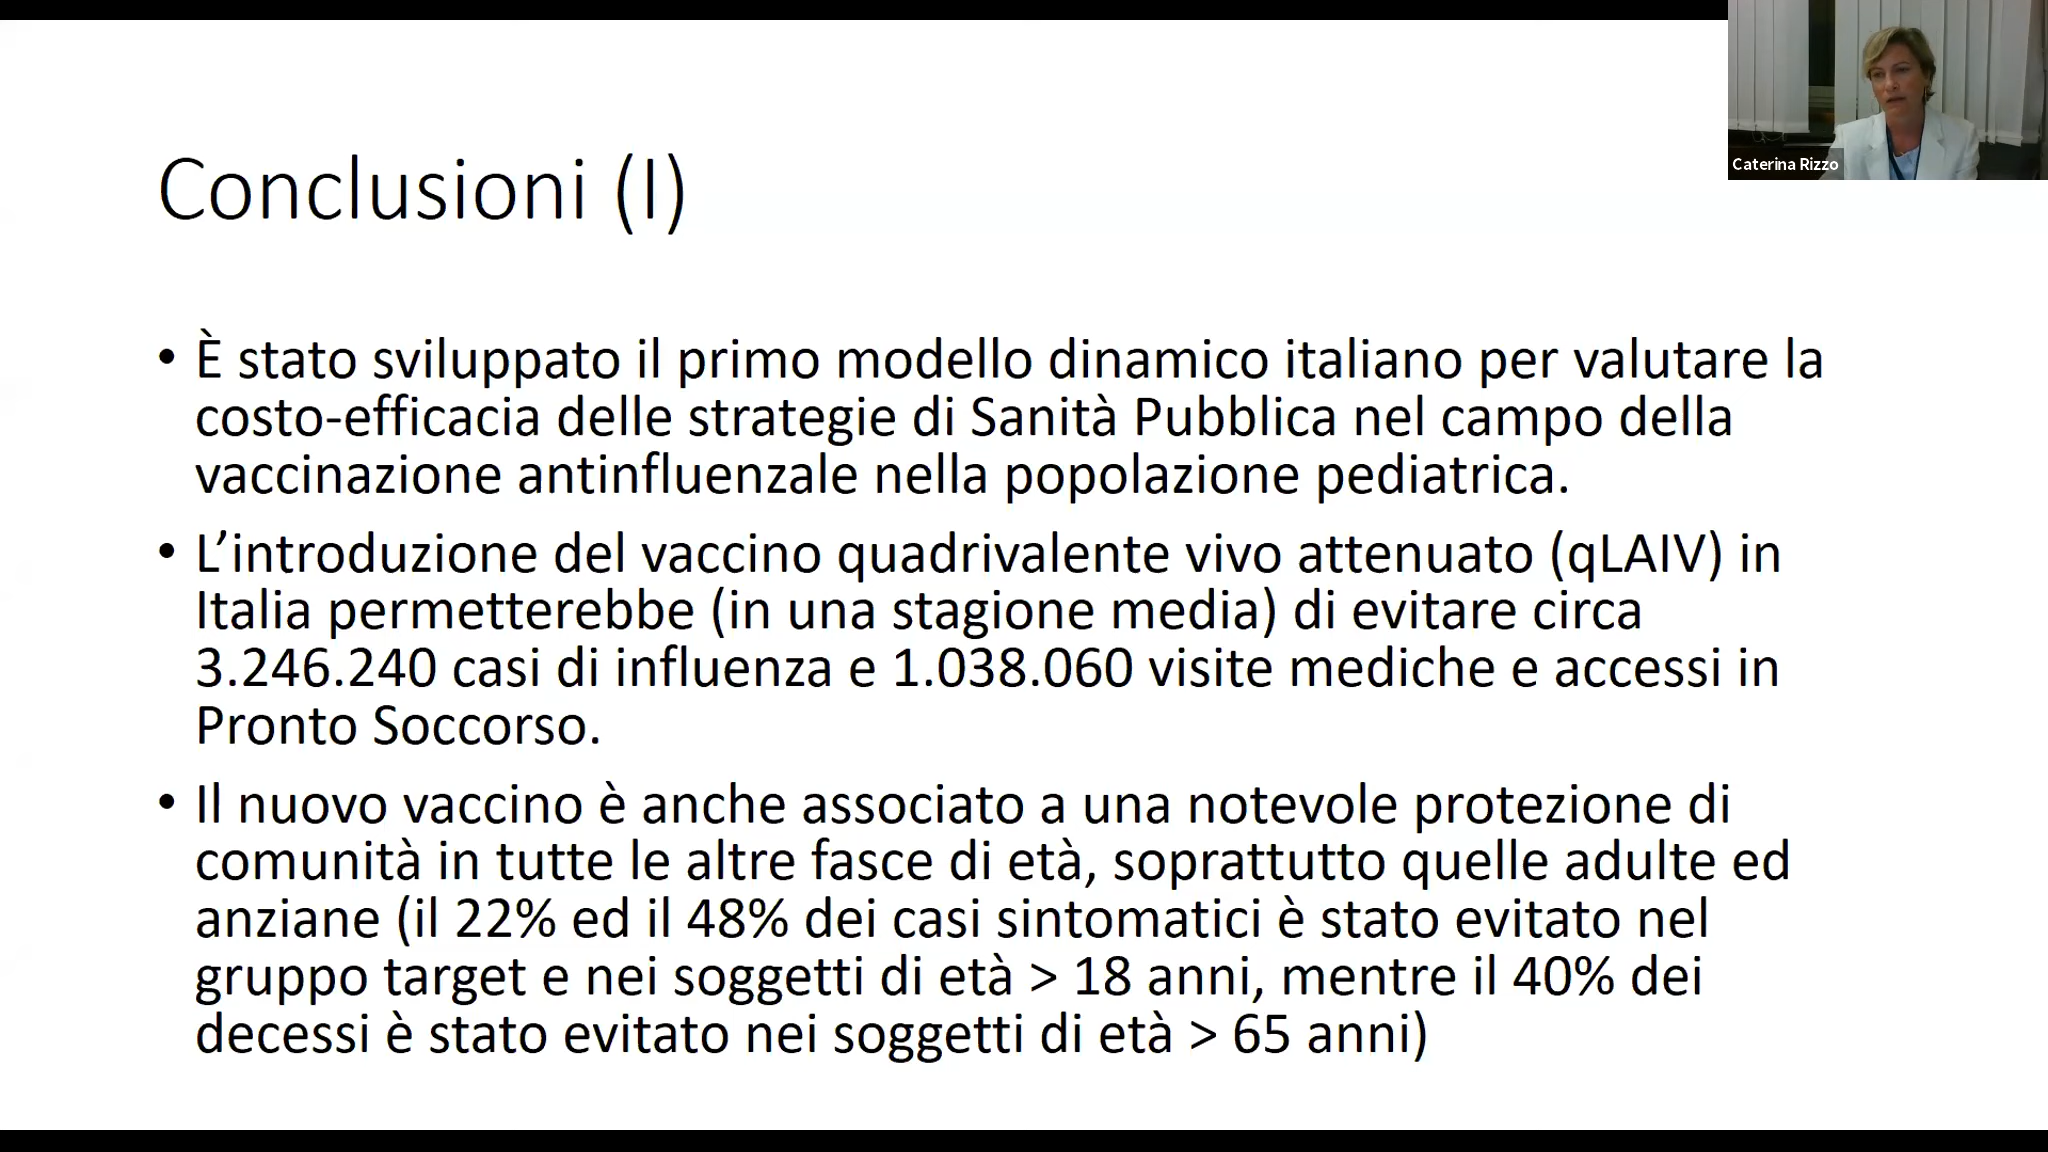 Caterina Rizzo
Conclusioni (I)
• È stato sviluppato il primo modello dinamico italiano per valutare la
costo-efficacia delle strategie di Sanità Pubblica nel campo della
vaccinazione antinfluenzale nella popolazione pediatrica.
• L’introduzione del vaccino quadrivalente vivo attenuato (qLAIV) in
Italia permetterebbe (in una stagione media) di evitare circa
3.246.240 casi di influenza e 1.038.060 visite mediche e accessi in
Pronto Soccorso.
• Il nuovo vaccino è anche associato a una notevole protezione di
comunità in tutte le altre fasce di età, soprattutto quelle adulte ed
anziane (il 22% ed il 48% dei casi sintomatici è stato evitato nel
gruppo target e nei soggetti di età > 18 anni, mentre il 40% dei
decessi è stato evitato nei soggetti di età > 65 anni)